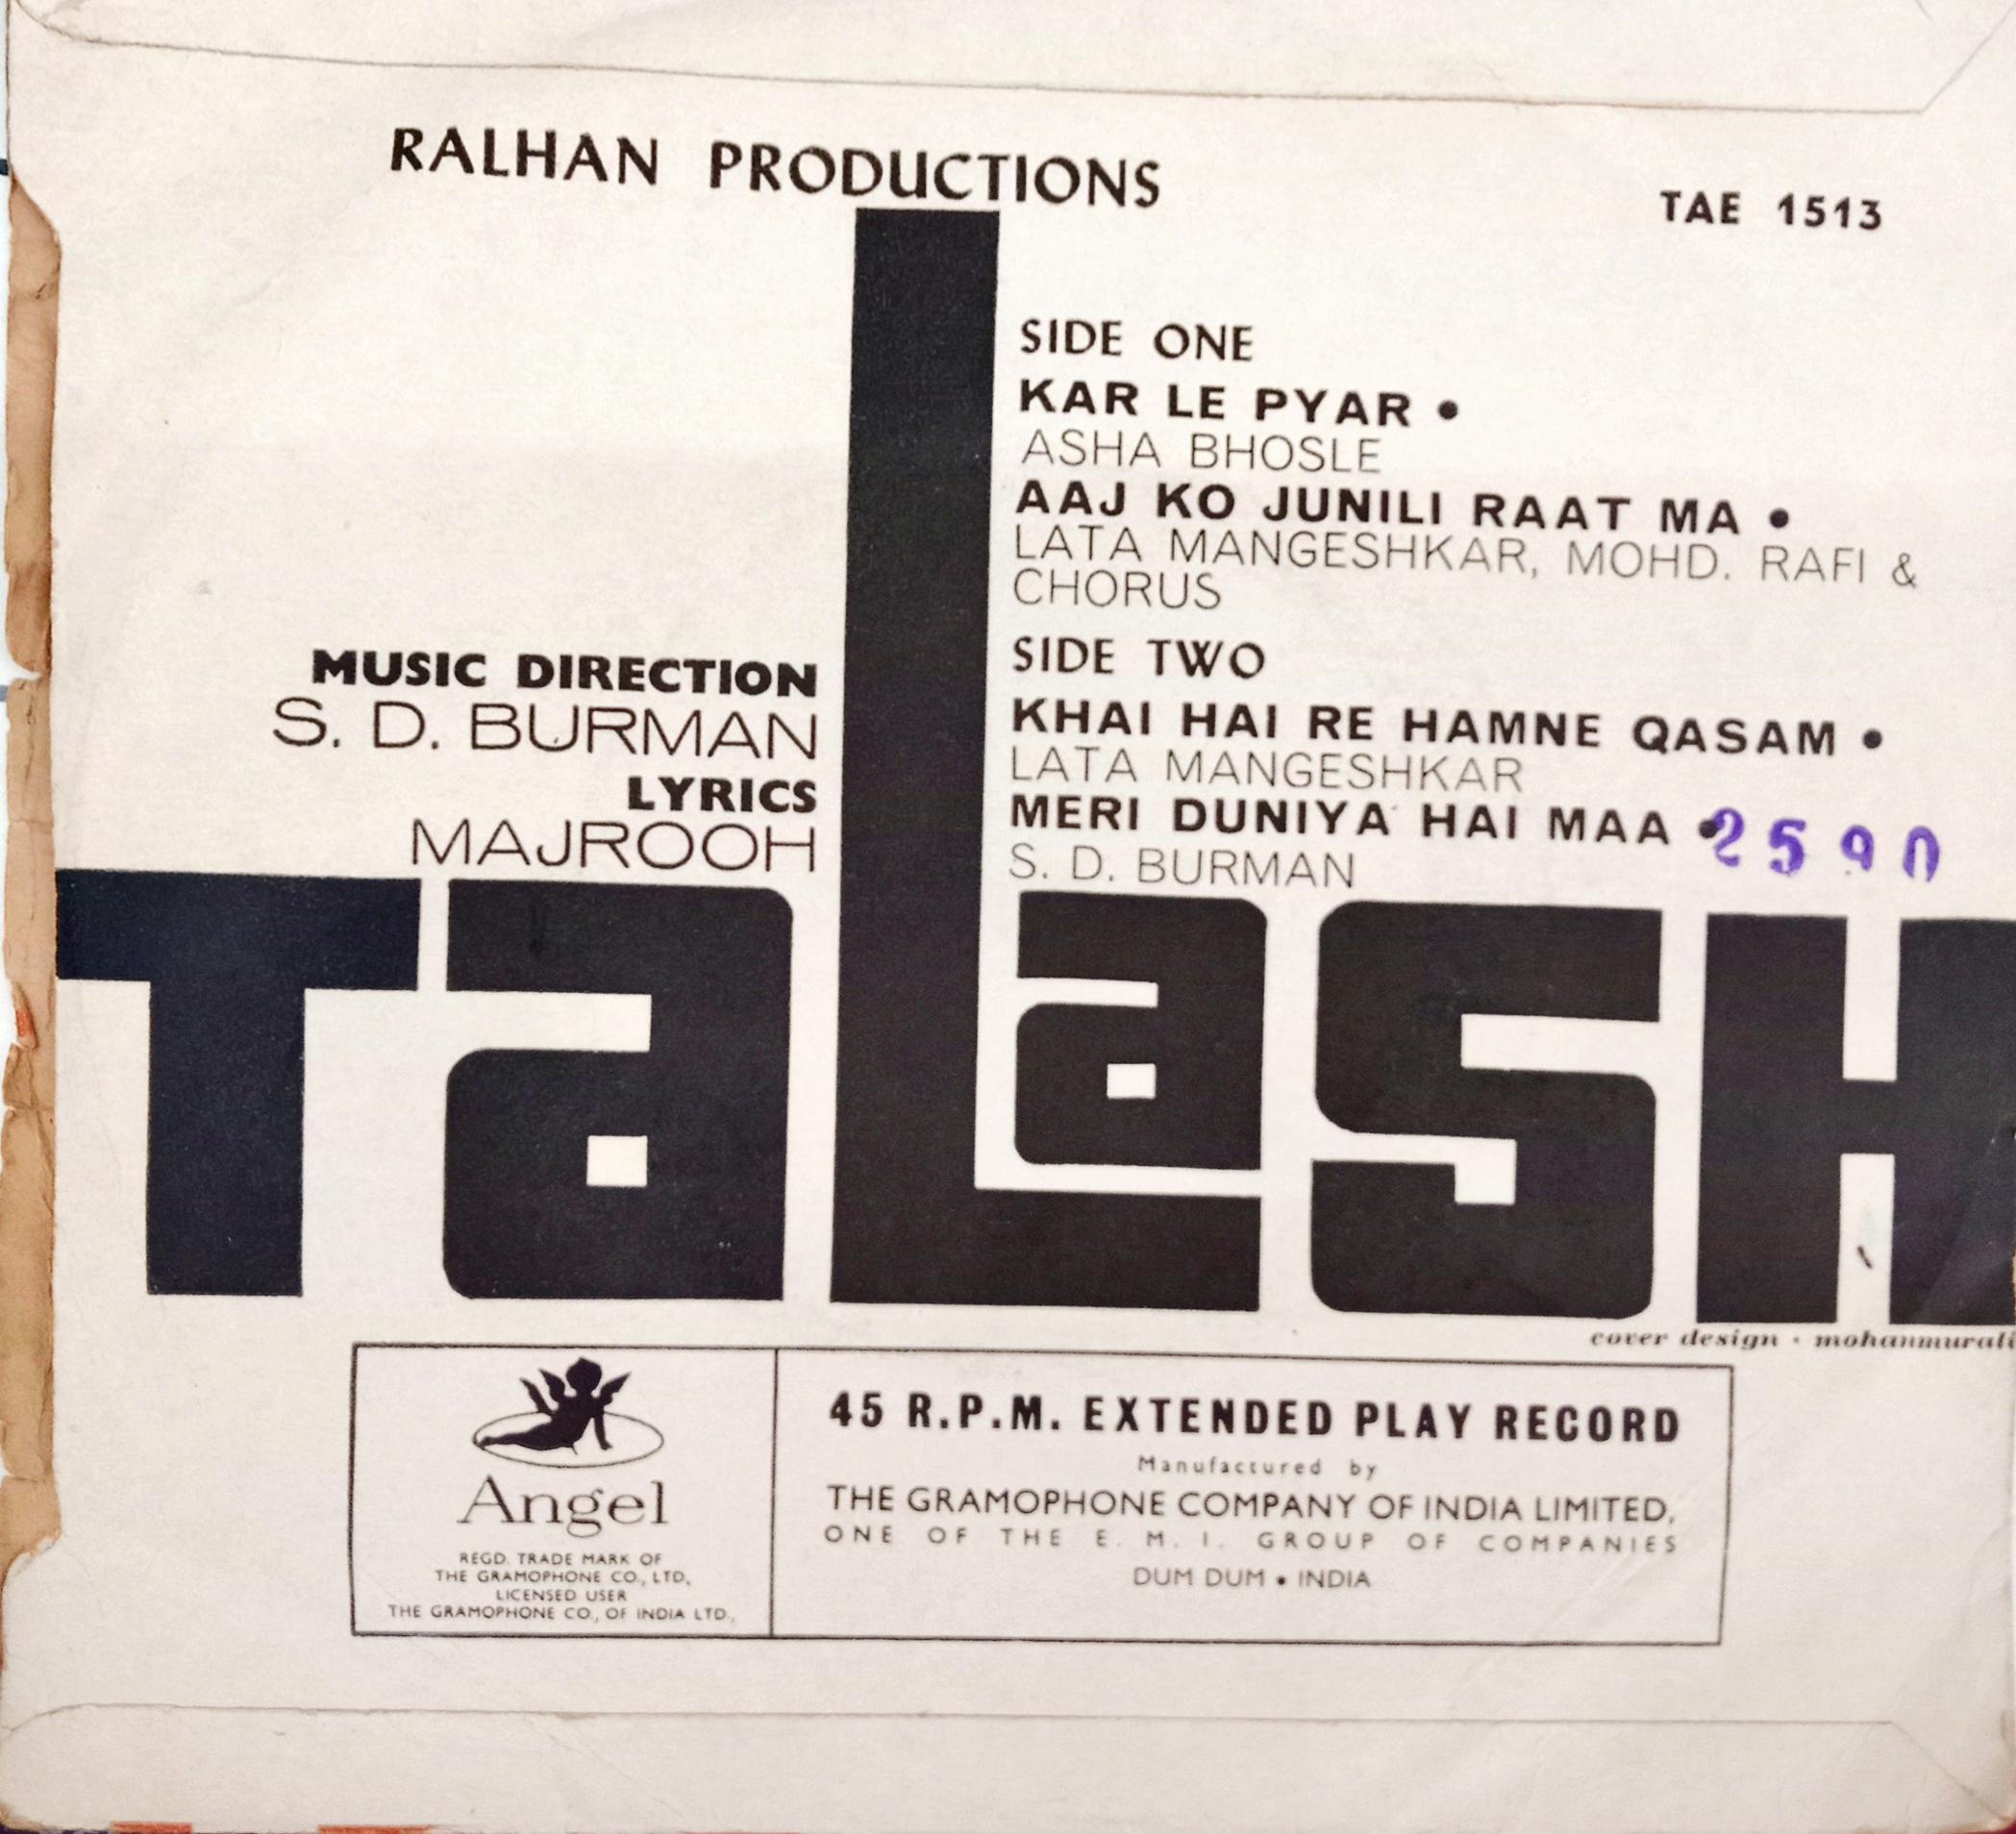 RALHAN PRODUCTIONS
TAE 1513
SIDE ONE
KAR LE PYAR •
ASHA BHOSLE
AAJ KO JUNILI RAAT MA •
LATA MANGESHKAR, MOHD. RAFI &
CHORUS
SIDE TWO
KHAI HAI RE HAMNE QASAM •
LATA MANGESHKAR
MERI DUNIYA HAI MAA •
S. D. BURMAN
2590
MUSIC DIRECTION
S. D. BURMAN
LYRICS
MAJROOH
TaLaSH
cover design • mohanmurali
Angel
REGD. TRADE MARK OF
THE GRAMOPHONE CO., LTD.,
LICENSED USER
THE GRAMOPHONE CO., OF INDIA LTD.,
45 R.P.M. EXTENDED PLAY RECORD
Manufactured by
THE GRAMOPHONE COMPANY OF INDIA LIMITED,
ONE OF THE E. M. I. GROUP OF COMPANIES
DUM DUM • INDIA